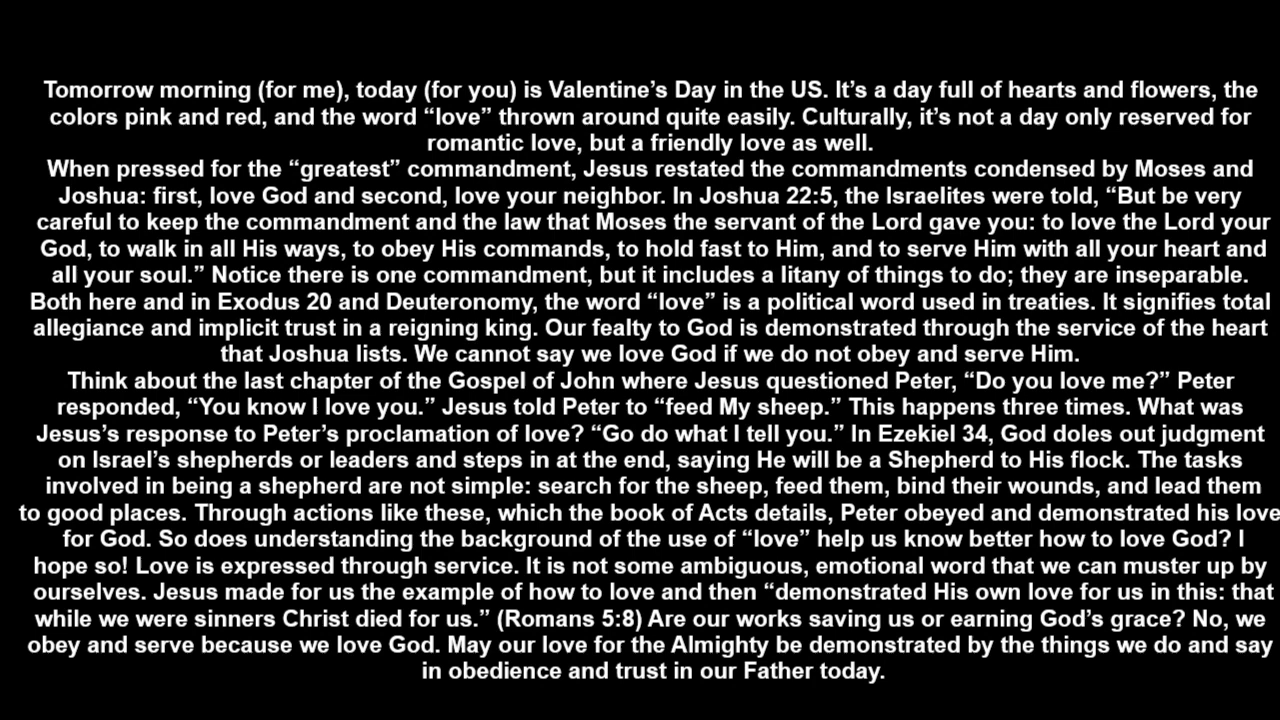 Tomorrow morning (for me), today (for you) is Valentine’s Day in the US. It’s a day full of hearts and flowers, the
colors pink and red, and the word “love” thrown around quite easily. Culturally, it’s not a day only reserved for
romantic love, but a friendly love as well.
When pressed for the “greatest” commandment, Jesus restated the commandments condensed by Moses and
Joshua: first, love God and second, love your neighbor. In Joshua 22:5, the Israelites were told, “But be very
careful to keep the commandment and the law that Moses the servant of the Lord gave you: to love the Lord your
God, to walk in all His ways, to obey His commands, to hold fast to Him, and to serve Him with all your heart and
all your soul.” Notice there is one commandment, but it includes a litany of things to do; they are inseparable.
Both here and in Exodus 20 and Deuteronomy, the word “love” is a political word used in treaties. It signifies total
allegiance and implicit trust in a reigning king. Our fealty to God is demonstrated through the service of the heart
that Joshua lists. We cannot say we love God if we do not obey and serve Him.
Think about the last chapter of the Gospel of John where Jesus questioned Peter, “Do you love me?” Peter
responded, “You know I love you.” Jesus told Peter to “feed My sheep.” This happens three times. What was
Jesus’s response to Peter’s proclamation of love? “Go do what I tell you.” In Ezekiel 34, God doles out judgment
on Israel’s shepherds or leaders and steps in at the end, saying He will be a Shepherd to His flock. The tasks
involved in being a shepherd are not simple: search for the sheep, feed them, bind their wounds, and lead them
to good places. Through actions like these, which the book of Acts details, Peter obeyed and demonstrated his love
for God. So does understanding the background of the use of “love” help us know better how to love God? I
hope so! Love is expressed through service. It is not some ambiguous, emotional word that we can muster up by
ourselves. Jesus made for us the example of how to love and then “demonstrated His own love for us in this: that
while we were sinners Christ died for us.” (Romans 5:8) Are our works saving us or earning God’s grace? No, we
obey and serve because we love God. May our love for the Almighty be demonstrated by the things we do and say
in obedience and trust in our Father today.